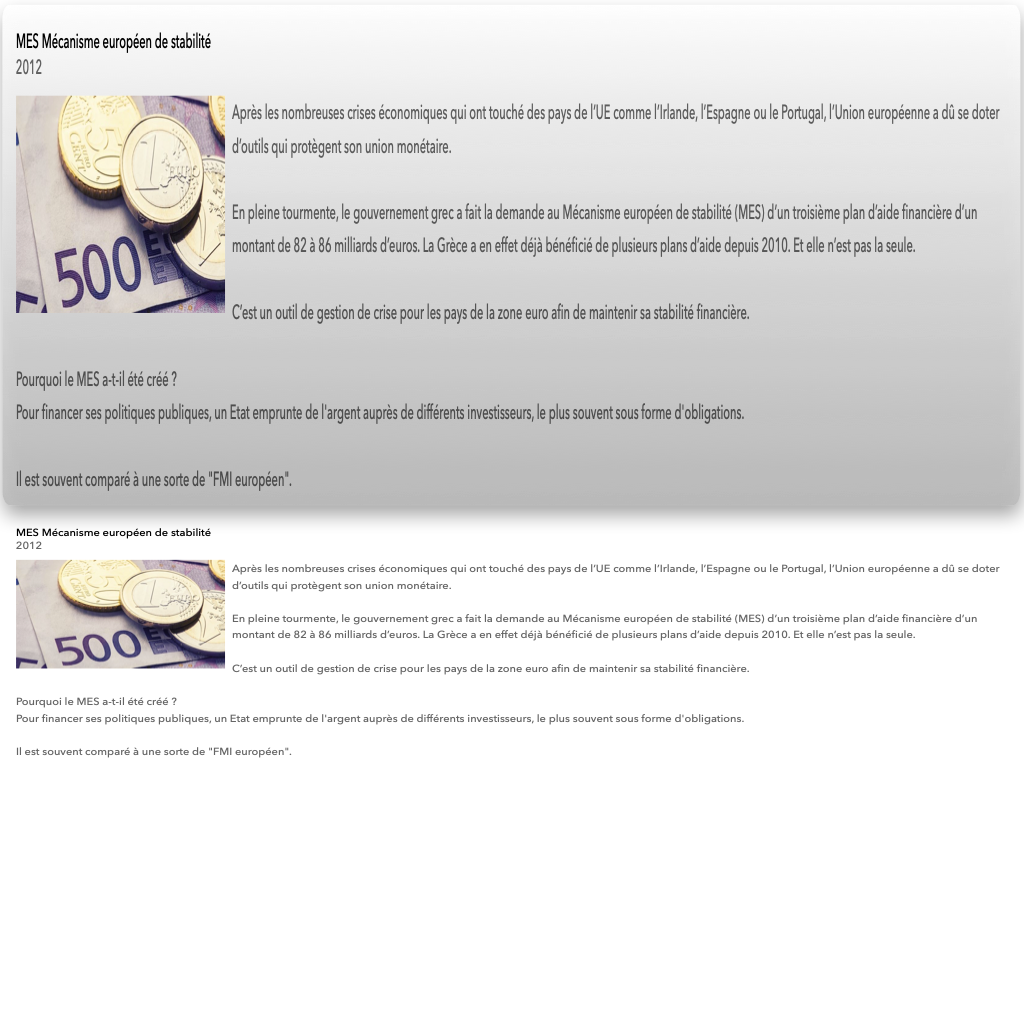 MES Mécanisme européen de stabilité
2012
50
CENT
1
EURO
500
Après les nombreuses crises économiques qui ont touché des pays de l’UE comme l’Irlande, l’Espagne ou le Portugal, l’Union européenne a dû se doter
d’outils qui protègent son union monétaire.
En pleine tourmente, le gouvernement grec a fait la demande au Mécanisme européen de stabilité (MES) d’un troisième plan d’aide financière d’un
montant de 82 à 86 milliards d’euros. La Grèce a en effet déjà bénéficié de plusieurs plans d’aide depuis 2010. Et elle n’est pas la seule.
C’est un outil de gestion de crise pour les pays de la zone euro afin de maintenir sa stabilité financière.
Pourquoi le MES a-t-il été créé ?
Pour financer ses politiques publiques, un Etat emprunte de l'argent auprès de différents investisseurs, le plus souvent sous forme d'obligations.
Il est souvent comparé à une sorte de "FMI européen".
MES Mécanisme européen de stabilité
2012
50
CENT
1
EURO
500
Après les nombreuses crises économiques qui ont touché des pays de l’UE comme l’Irlande, l’Espagne ou le Portugal, l’Union européenne a dû se doter
d’outils qui protègent son union monétaire.
En pleine tourmente, le gouvernement grec a fait la demande au Mécanisme européen de stabilité (MES) d’un troisième plan d’aide financière d’un
montant de 82 à 86 milliards d’euros. La Grèce a en effet déjà bénéficié de plusieurs plans d’aide depuis 2010. Et elle n’est pas la seule.
C’est un outil de gestion de crise pour les pays de la zone euro afin de maintenir sa stabilité financière.
Pourquoi le MES a-t-il été créé ?
Pour financer ses politiques publiques, un Etat emprunte de l'argent auprès de différents investisseurs, le plus souvent sous forme d'obligations.
Il est souvent comparé à une sorte de "FMI européen".